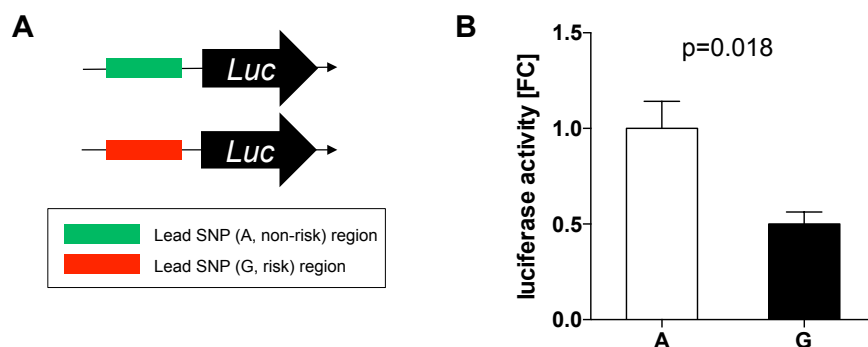 A
Luc
Luc
Lead SNP (A, non-risk) region
Lead SNP (G, risk) region
B
luciferase activity [FC]
1.5
1.0
0.5
0.0
p=0.018
A
G